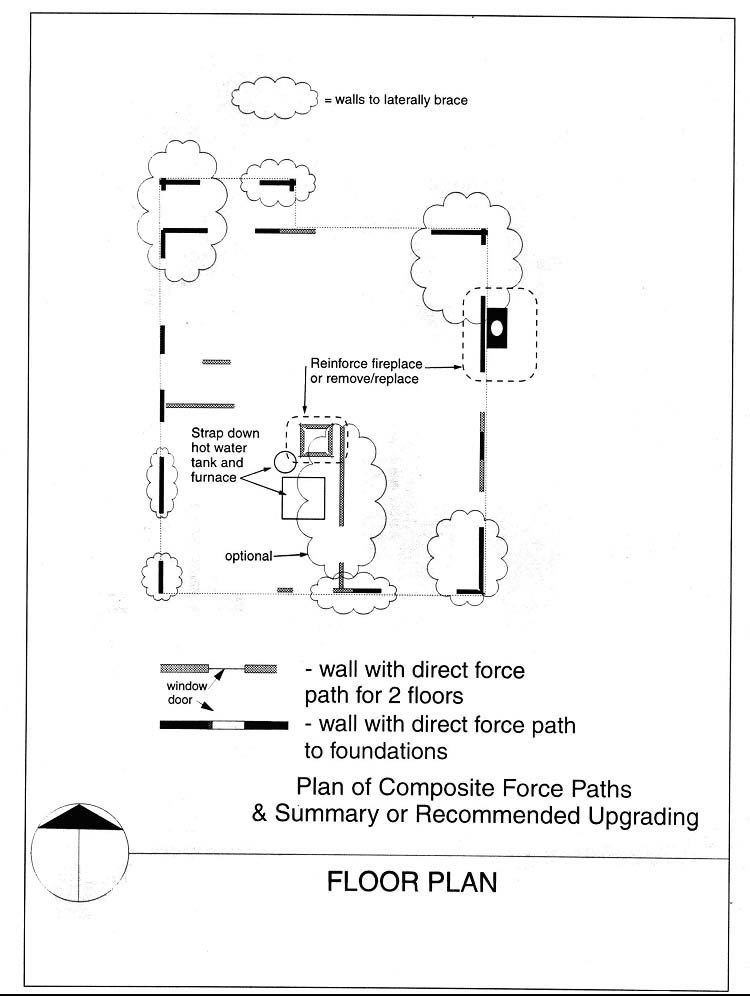 = walls to laterally brace
Reinforce fireplace
or remove/replace
Strap down
hot water
tank and
furnace
optional
- wall with direct force
path for 2 floors
window
door
- wall with direct force path
to foundations
Plan of Composite Force Paths
& Summary or Recommended Upgrading
FLOOR PLAN